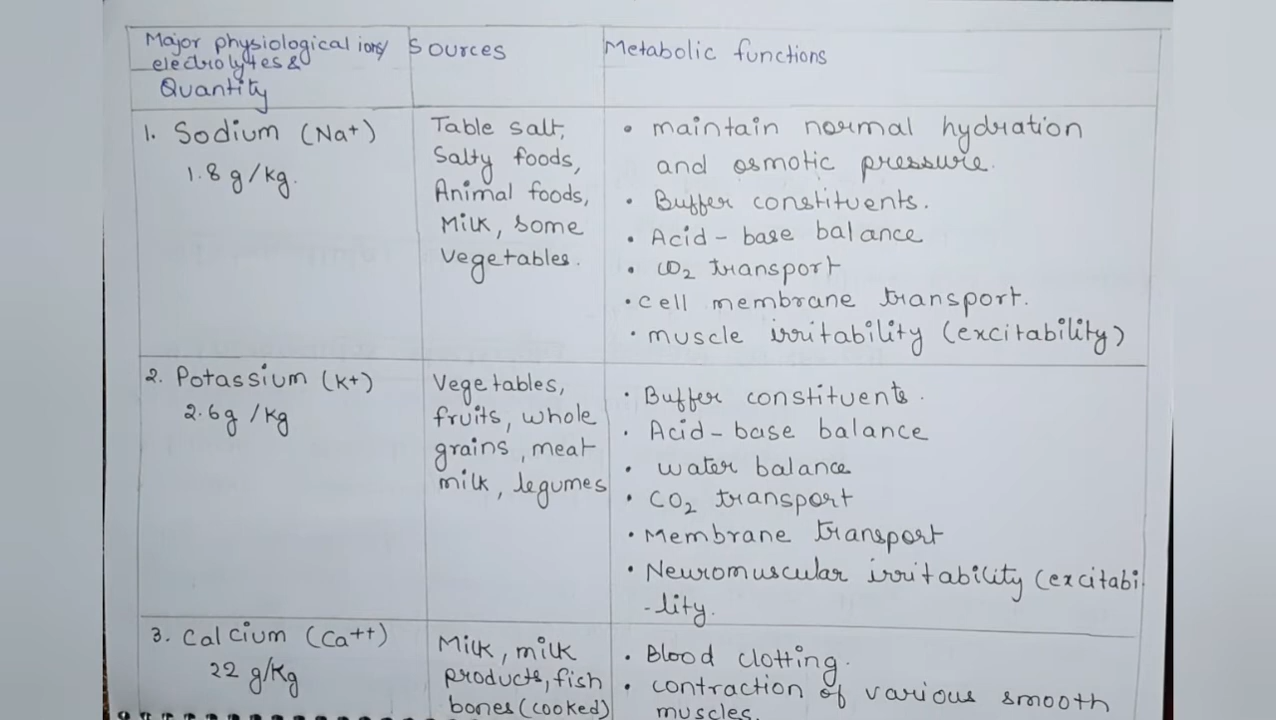 Major physiological ions/
electrolytes &
Quantity
Sources
Metabolic functions
1. Sodium (Na+)
1.8 g/kg.
Table salt,
Salty foods,
Animal foods,
Milk, some
vegetables.
• maintain normal hydration
and osmotic pressure.
• Buffer constituents.
• Acid - base balance
• CO₂ transport
• cell membrane transport.
• muscle irritability (excitability)
2. Potassium (K+)
2.6g /kg
Vegetables,
fruits, whole
grains, meat
milk, legumes
• Buffer constituents.
• Acid - base balance
• water balance
• CO₂ transport
• Membrane transport
• Neuromuscular irritability (excitabi
-lity.
3. Calcium (Ca++)
22 g/Kg
Milk, milk
products, fish
bones (cooked)
• Blood clotting.
• contraction of various smooth
muscles.